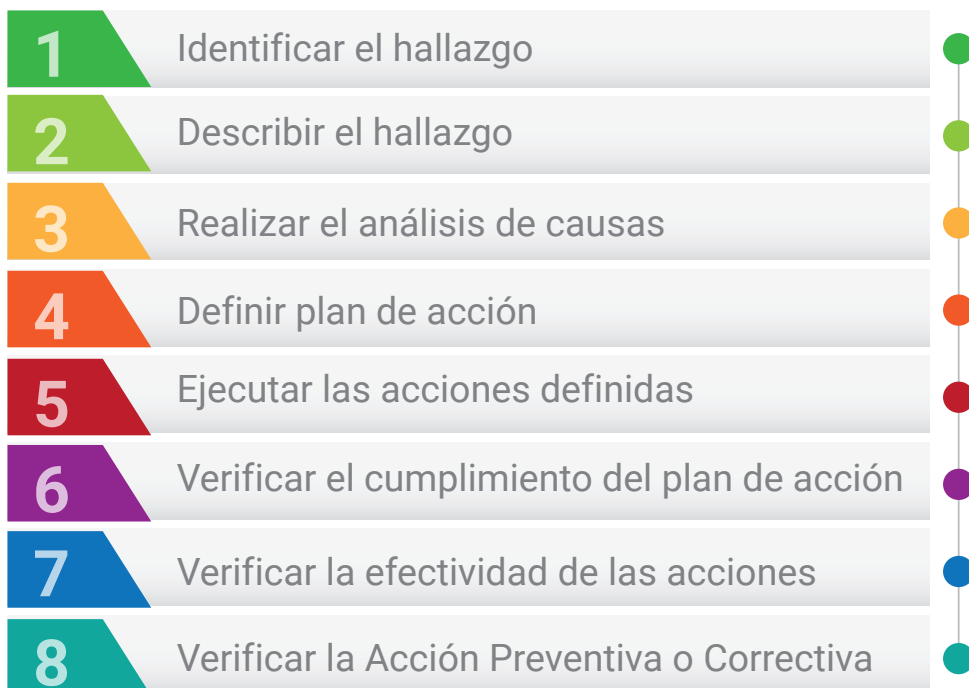 1 Identificar el hallazgo
2 Describir el hallazgo
3 Realizar el análisis de causas
4 Definir plan de acción
5 Ejecutar las acciones definidas
6 Verificar el cumplimiento del plan de acción
7 Verificar la efectividad de las acciones
8 Verificar la Acción Preventiva o Correctiva